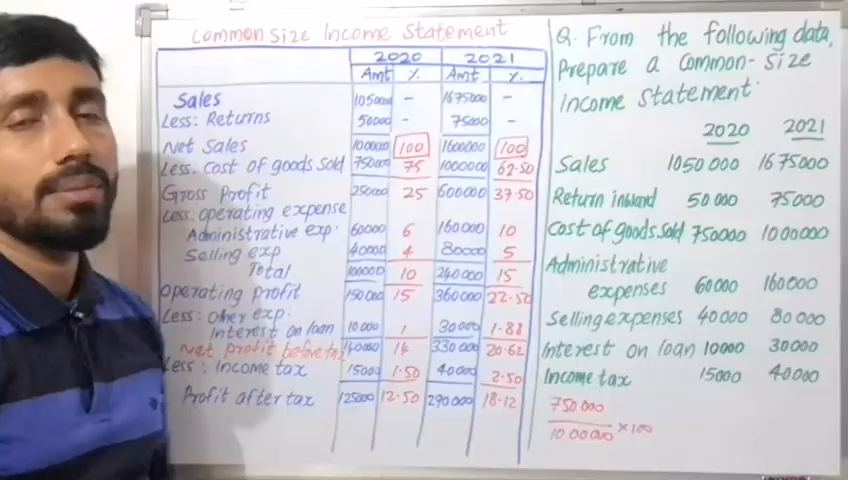 Common Size Income Statement
2020 2021
Amt % Amt %
Sales 1050000 - 1675000 -
Less: Returns 50000 - 75000 -
Net Sales 1000000 100 1600000 100
Less. Cost of goods Sold 750000 75 1000000 62.50
Gross Profit 250000 25 600000 37.50
Less: operating expense
Administrative exp. 60000 6 160000 10
Selling exp 40000 4 80000 5
Total 100000 10 240000 15
Operating profit 150000 15 360000 22.50
Less: Other exp.
Interest on loan 10000 1 30000 1.88
Net profit before tax 140000 14 330000 20.62
Less: Income tax 15000 1.50 40000 2.50
Profit after tax 125000 12.50 290000 18.12
Q. From the following data,
Prepare a Common-Size
Income Statement.
2020 2021
Sales 1050000 1675000
Return inward 50000 75000
Cost of goods Sold 750000 1000000
Administrative
expenses 60000 160000
Selling expenses 40000 80000
Interest on loan 10000 30000
Income tax 15000 40000
750000
1000000 × 100